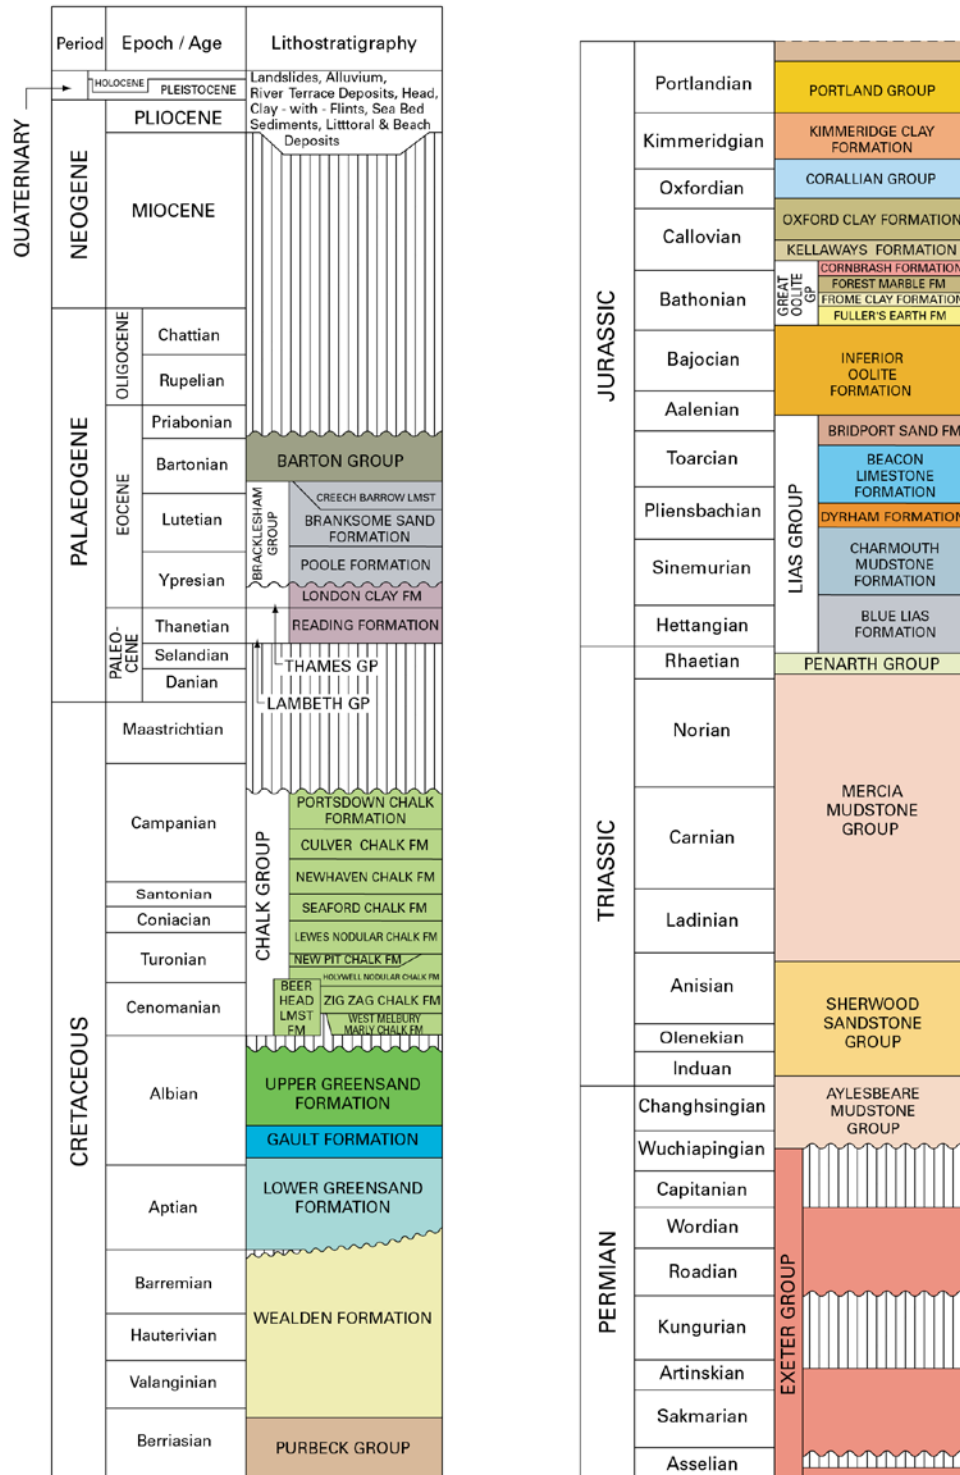 Period
Epoch / Age
Lithostratigraphy
QUATERNARY
HOLOCENE
PLEISTOCENE
Landslides, Alluvium,
River Terrace Deposits, Head,
Clay - with - Flints, Sea Bed
Sediments, Litttoral & Beach
Deposits
NEOGENE
PLIOCENE
MIOCENE
PALAEOGENE
OLIGOCENE
Chattian
Rupelian
EOCENE
Priabonian
Bartonian
Lutetian
Ypresian
PALEO-
CENE
Thanetian
Selandian
Danian
BARTON GROUP
BRACKLESHAM
GROUP
CREECH BARROW LMST
BRANKSOME SAND
FORMATION
POOLE FORMATION
LONDON CLAY FM
READING FORMATION
THAMES GP
LAMBETH GP
CRETACEOUS
Maastrichtian
Campanian
Santonian
Coniacian
Turonian
Cenomanian
Albian
Aptian
Barremian
Hauterivian
Valanginian
Berriasian
CHALK GROUP
PORTSDOWN CHALK
FORMATION
CULVER CHALK FM
NEWHAVEN CHALK FM
SEAFORD CHALK FM
LEWES NODULAR CHALK FM
NEW PIT CHALK FM
HOLYWELL NODULAR CHALK FM
BEER
HEAD
LMST
FM
ZIG ZAG CHALK FM
WEST MELBURY
MARLY CHALK FM
UPPER GREENSAND
FORMATION
GAULT FORMATION
LOWER GREENSAND
FORMATION
WEALDEN FORMATION
PURBECK GROUP
JURASSIC
Portlandian
Kimmeridgian
Oxfordian
Callovian
Bathonian
Bajocian
Aalenian
Toarcian
Pliensbachian
Sinemurian
Hettangian
PORTLAND GROUP
KIMMERIDGE CLAY
FORMATION
CORALLIAN GROUP
OXFORD CLAY FORMATION
KELLAWAYS FORMATION
GREAT
OOLITE
GP
CORNBRASH FORMATION
FOREST MARBLE FM
FROME CLAY FORMATION
FULLER'S EARTH FM
INFERIOR
OOLITE
FORMATION
LIAS GROUP
BRIDPORT SAND FM
BEACON
LIMESTONE
FORMATION
DYRHAM FORMATION
CHARMOUTH
MUDSTONE
FORMATION
BLUE LIAS
FORMATION
TRIASSIC
Rhaetian
Norian
Carnian
Ladinian
Anisian
Olenekian
Induan
PENARTH GROUP
MERCIA
MUDSTONE
GROUP
SHERWOOD
SANDSTONE
GROUP
PERMIAN
Changhsingian
Wuchiapingian
Capitanian
Wordian
Roadian
Kungurian
Artinskian
Sakmarian
Asselian
AYLESBEARE
MUDSTONE
GROUP
EXETER GROUP